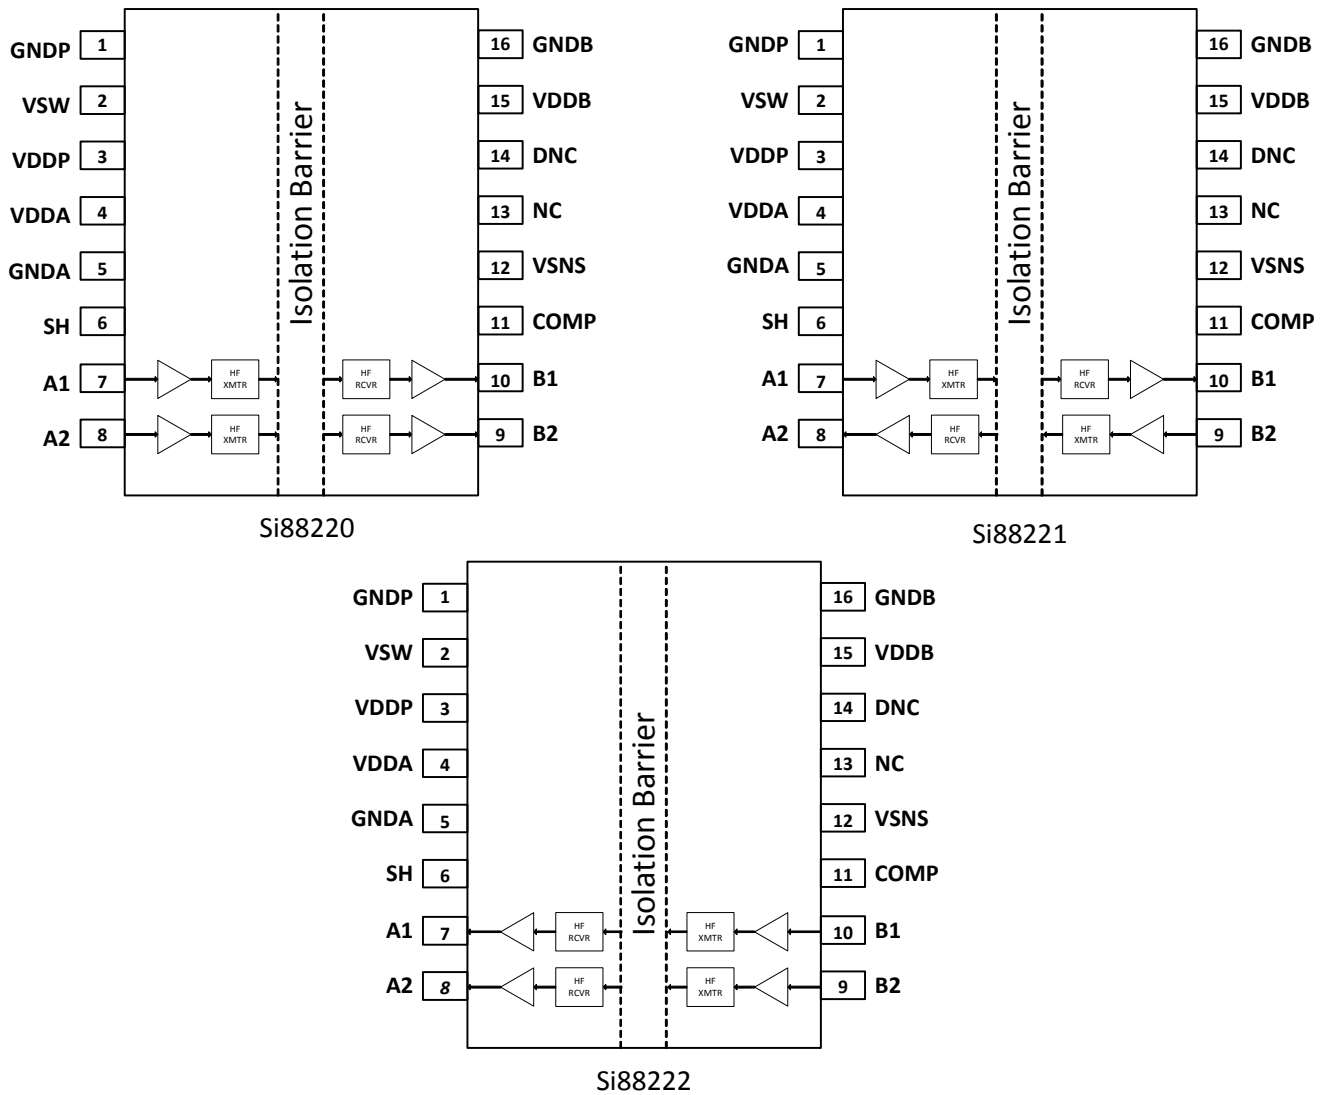 GNDP 1 16 GNDB
VSW 2 15 VDDB
VDDP 3 14 DNC
VDDA 4 13 NC
GNDA 5 12 VSNS
SH 6 11 COMP
A1 7 HF XMTR HF RCVR 10 B1
A2 8 HF XMTR HF RCVR 9 B2
Isolation Barrier
Si88220
GNDP 1 16 GNDB
VSW 2 15 VDDB
VDDP 3 14 DNC
VDDA 4 13 NC
GNDA 5 12 VSNS
SH 6 11 COMP
A1 7 HF XMTR HF RCVR 10 B1
A2 8 HF RCVR HF XMTR 9 B2
Isolation Barrier
Si88221
GNDP 1 16 GNDB
VSW 2 15 VDDB
VDDP 3 14 DNC
VDDA 4 13 NC
GNDA 5 12 VSNS
SH 6 11 COMP
A1 7 HF RCVR HF XMTR 10 B1
A2 8 HF RCVR HF XMTR 9 B2
Isolation Barrier
Si88222